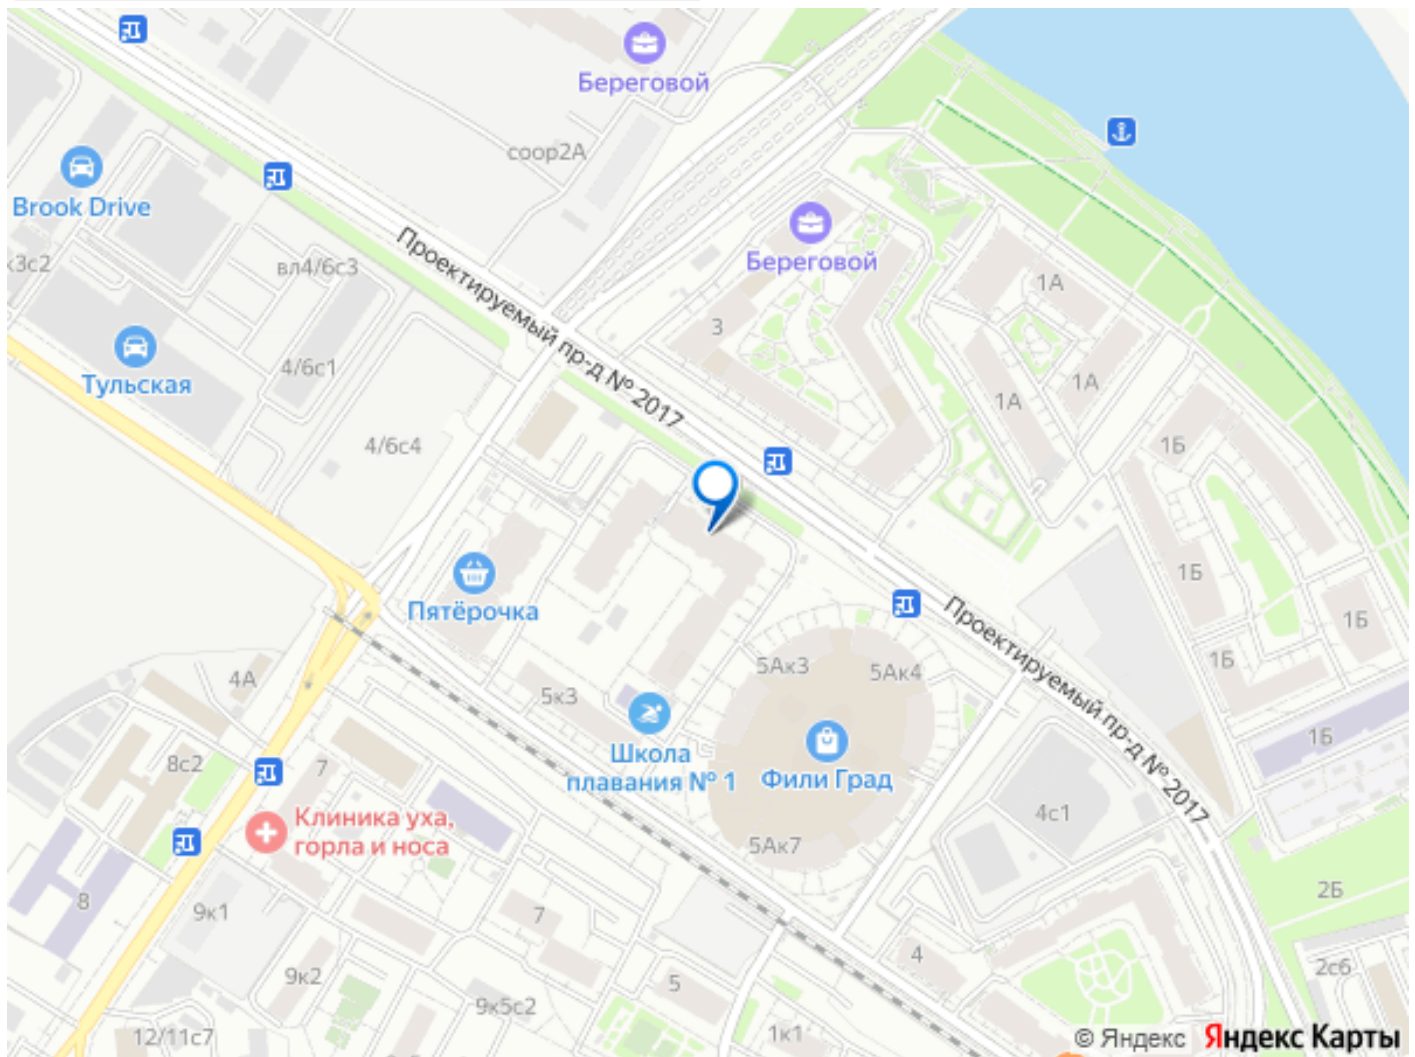 Береговой
соор2А
Brook Drive
к3с2
вл4/6с3
Проектируемый пр-д № 2017
Береговой
1А
3
Тульская
4/6с1
1А
1А
4/6с4
1Б
Пятёрочка
1Б
1Б
Проектируемый пр-д № 2017
4А
5к3
5Ак3
5Ак4
1Б
Школа
плавания № 1
Фили Град
1Б
8с2
7
Клиника уха,
горла и носа
4с1
5Ак7
8
9к1
7
2Б
9к2
5
4
2с6
9к5с2
12/11с7
1к1
© Яндекс Яндекс Карты